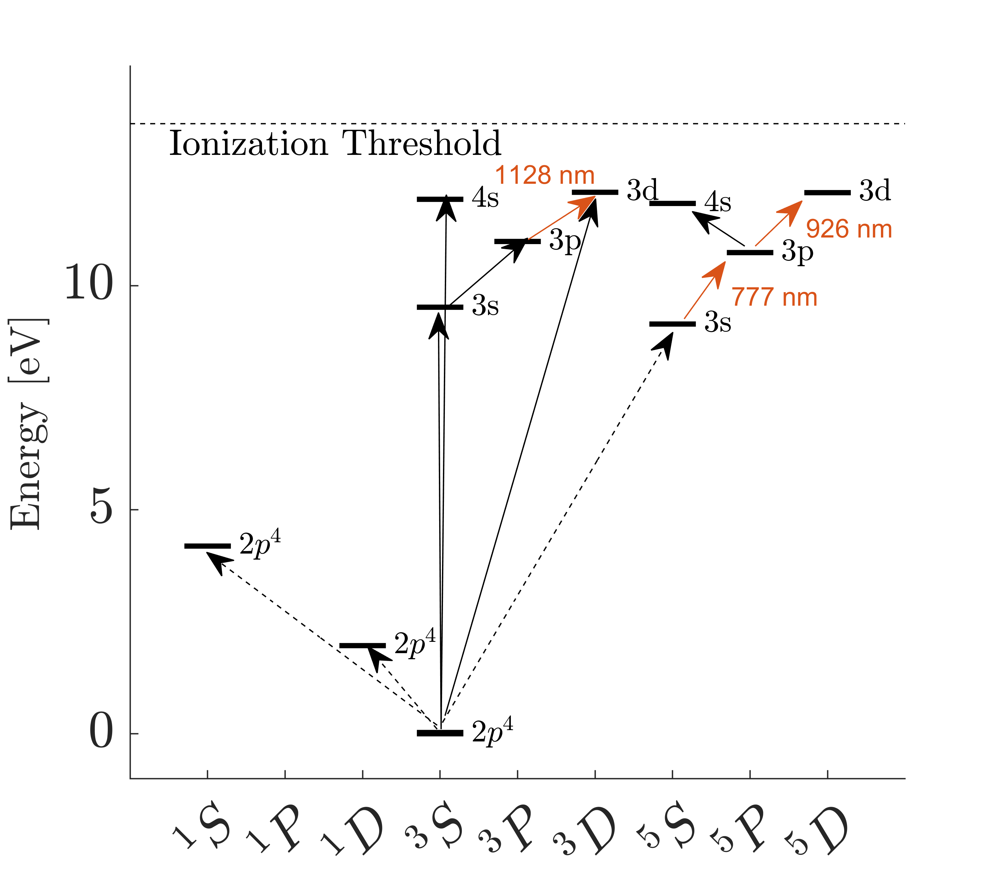 Ionization Threshold
1128 nm
4s
3d
4s
3d
926 nm
3p
3p
10
3s
777 nm
3s
Energy [eV]
5
2p⁴
2p⁴
0
2p⁴
¹S ¹P ¹D ³S ³P ³D ⁵S ⁵P ⁵D